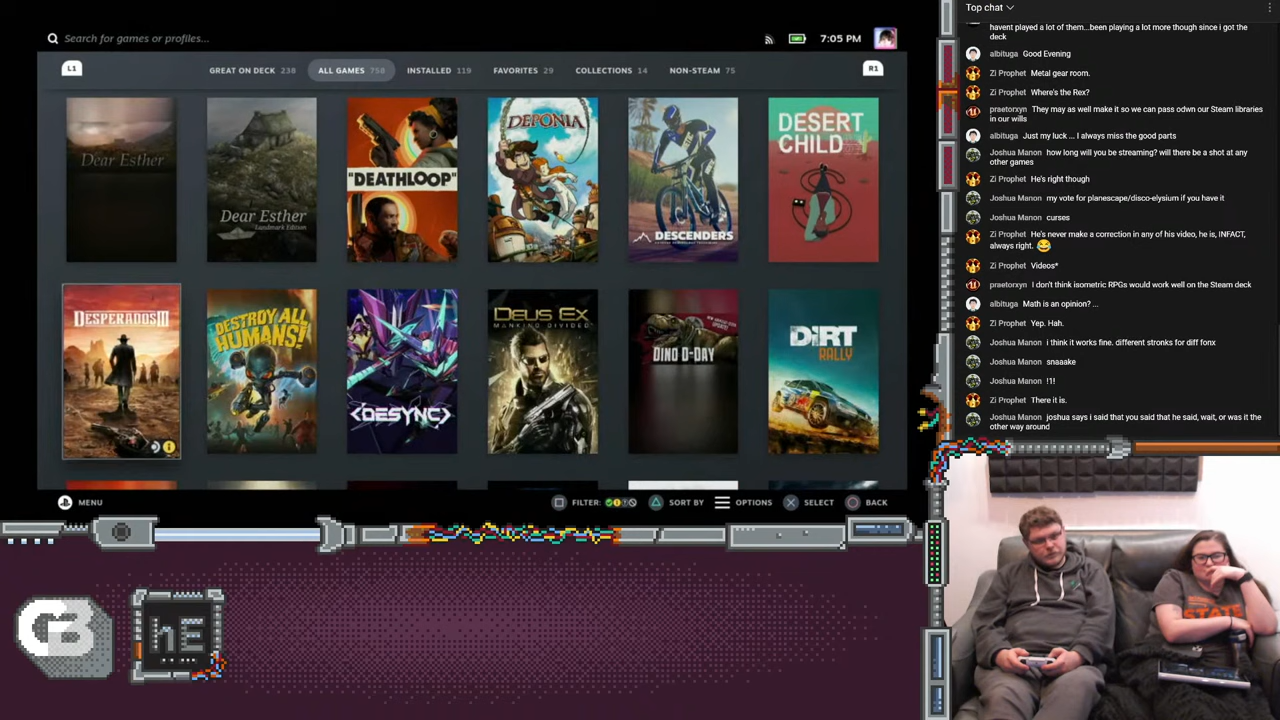 Search for games or profiles...
7:05 PM
L1
GREAT ON DECK 238
ALL GAMES 758
INSTALLED 119
FAVORITES 29
COLLECTIONS 14
NON-STEAM 75
R1
Dear Esther
Dear Esther
Landmark Edition
"DEATHLOOP"
DEPONIA
DESCENDERS
DESERT
CHILD
DESPERADOS III
DESTROY ALL
HUMANS!
<DESYNC>
DEUS EX
MANKIND DIVIDED
DINO D-DAY
DiRT
RALLY
MENU
FILTER:
SORT BY
OPTIONS
SELECT
BACK
Top chat
havent played a lot of them...been playing a lot more though since i got the
deck
albituga Good Evening
Zi Prophet Metal gear room.
Zi Prophet Where's the Rex?
praetorxyn They may as well make it so we can pass odwn our Steam libraries
in our wills
albituga Just my luck ... I always miss the good parts
Joshua Manon how long will you be streaming? will there be a shot at any
other games
Zi Prophet He's right though
Joshua Manon my vote for planescape/disco-elysium if you have it
Joshua Manon curses
Zi Prophet He's never make a correction in any of his video, he is, INFACT,
always right. 😂
Zi Prophet Videos*
praetorxyn I don't think isometric RPGs would work well on the Steam deck
albituga Math is an opinion? ...
Zi Prophet Yep. Hah.
Joshua Manon i think it works fine. different stronks for diff fonx
Joshua Manon snaaake
Joshua Manon !1!
Zi Prophet There it is.
Joshua Manon joshua says i said that you said that he said, wait, or was it the
other way around
STATE
GB
hE